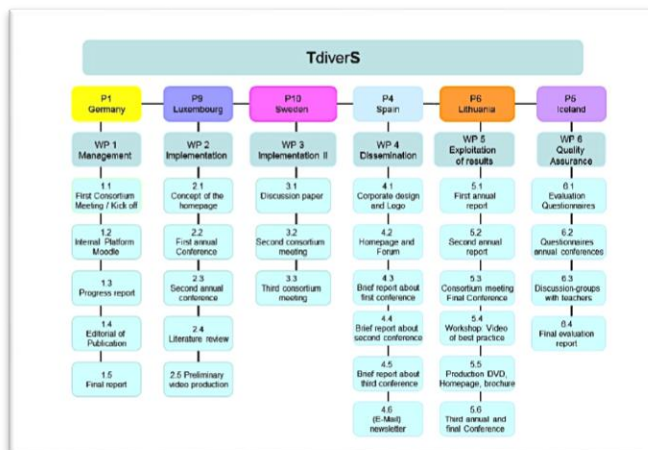 TdiverS
P1
Germany
P9
Luxembourg
P10
Sweden
P4
Spain
P6
Lithuania
P5
Iceland
WP 1
Management
WP 2
Implementation
WP 3
Implementation II
WP 4
Dissemination
WP 5
Exploitation
of results
WP 6
Quality
Assurance
1.1
First Consortium
Meeting / Kick off
1.2
Internal Platform
Moodle
1.3
Progress report
1.4
Editorial of
Publication
1.5
Final report
2.1
Concept of the
homepage
2.2
First annual
Conference
2.3
Second annual
conference
2.4
Literature review
2.5 Preliminary
video production
3.1
Discussion paper
3.2
Second consortium
meeting
3.3
Third consortium
meeting
4.1
Corporate design
and Logo
4.2
Homepage and
Forum
4.3
Brief report about
first conference
4.4
Brief report about
second conference
4.5
Brief report about
third conference
4.6
(E-Mail)
newsletter
5.1
First annual
report
5.2
Second annual
report
5.3
Consortium meeting
Final Conference
5.4
Workshop: Video
of best practice
5.5
Production DVD,
Homepage, brochure
5.6
Third annual and
final Conference
6.1
Evaluation
Questionnaires
6.2
Questionnaires
annual conferences
6.3
Discussion-groups
with teachers
6.4
Final evaluation
report